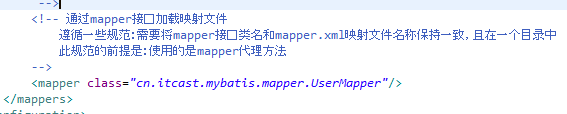 -->
<!-- 通过mapper接口加载映射文件
遵循一些规范:需要将mapper接口类名和mapper.xml映射文件名称保持一致,且在一个目录中
此规范的前提是:使用的是mapper代理方法
-->
<mapper class="cn.itcast.mybatis.mapper.UserMapper"/>
</mappers>